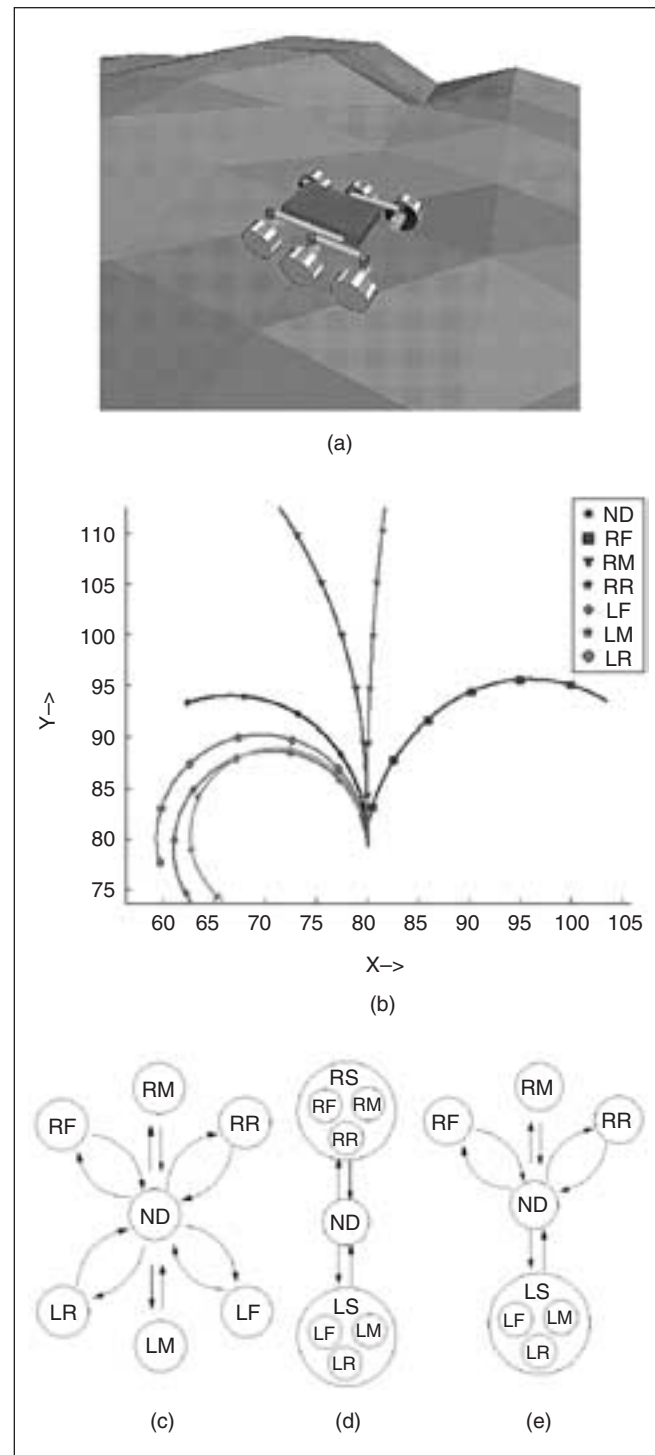 (a)
110
105
100
95
90
85
80
75
Y-->
60 65 70 75 80 85 90 95 100 105
X-->
ND
RF
RM
RR
LF
LM
LR
(b)
RM
RF
RR
ND
LR
LF
LM
(c)
RS
RF
RM
RR
ND
LS
LF
LM
LR
(d)
RM
RF
RR
ND
LS
LF
LM
LR
(e)